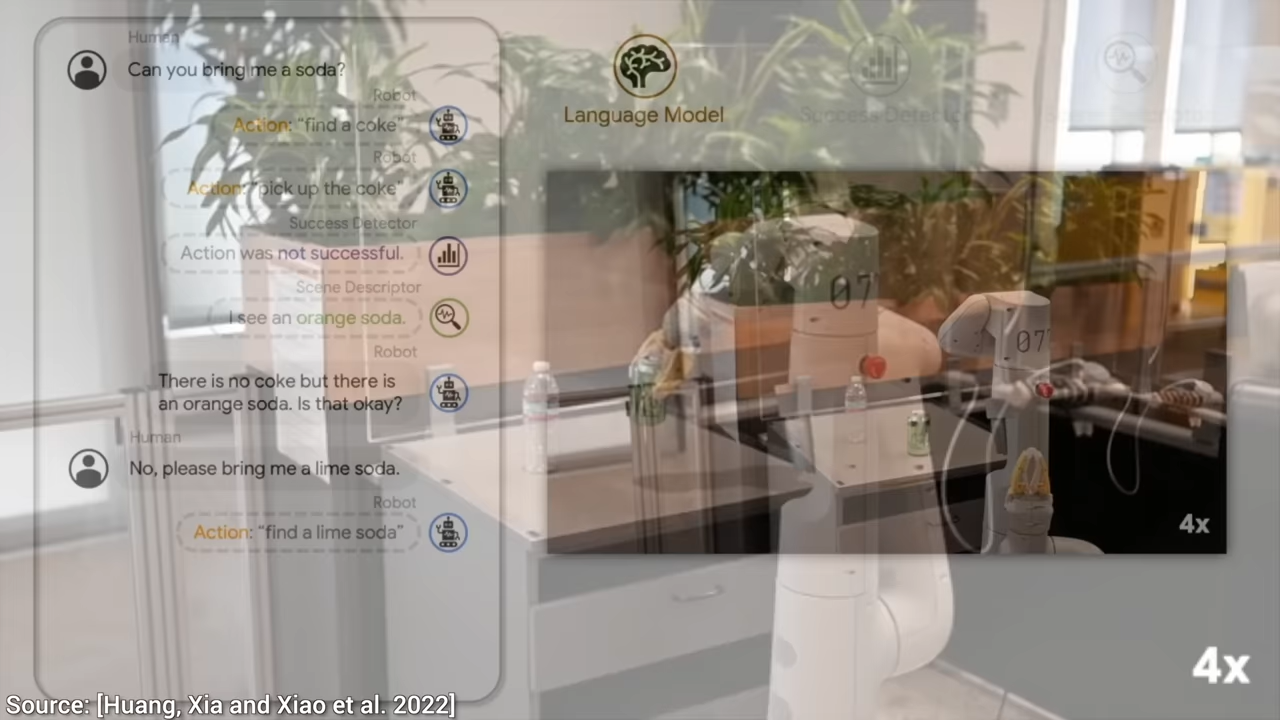 Human
Can you bring me a soda?
Robot
Action: “find a coke”
Robot
Action: “pick up the coke”
Success Detector
Action was not successful.
Scene Descriptor
I see an orange soda.
Robot
There is no coke but there is
an orange soda. Is that okay?
Human
No, please bring me a lime soda.
Robot
Action: “find a lime soda”
Language Model
Success Detector
07
077
4x
4x
Source: [Huang, Xia and Xiao et al. 2022]